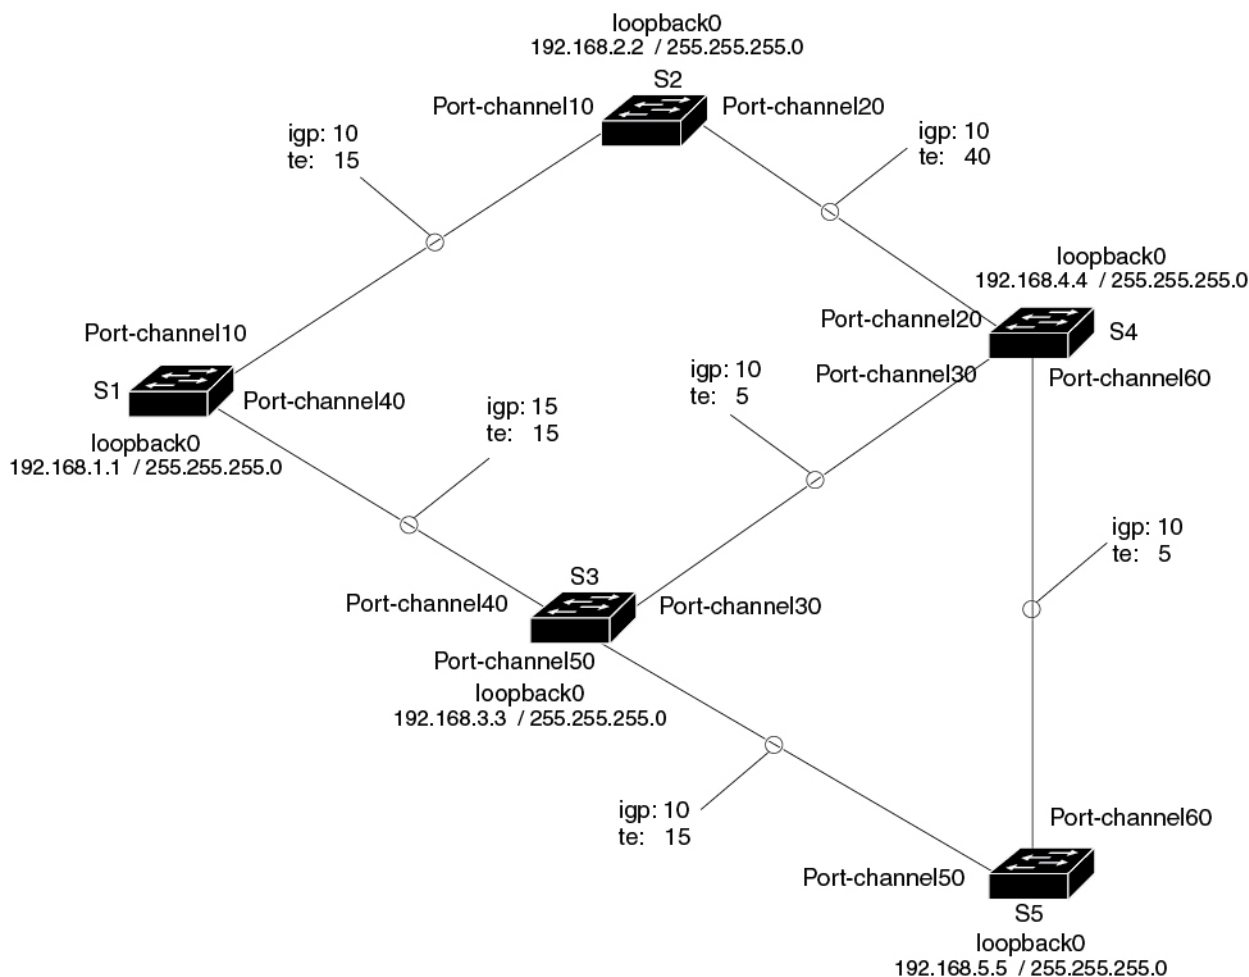 loopback0
192.168.2.2 / 255.255.255.0
S2
Port-channel10
Port-channel20
igp: 10
te: 15
igp: 10
te: 40
loopback0
192.168.4.4 / 255.255.255.0
Port-channel10
Port-channel20
S4
S1
Port-channel40
igp: 10
te: 5
Port-channel30
Port-channel60
igp: 15
te: 15
loopback0
192.168.1.1 / 255.255.255.0
igp: 10
te: 5
S3
Port-channel40
Port-channel30
Port-channel50
loopback0
192.168.3.3 / 255.255.255.0
igp: 10
te: 15
Port-channel60
Port-channel50
S5
loopback0
192.168.5.5 / 255.255.255.0